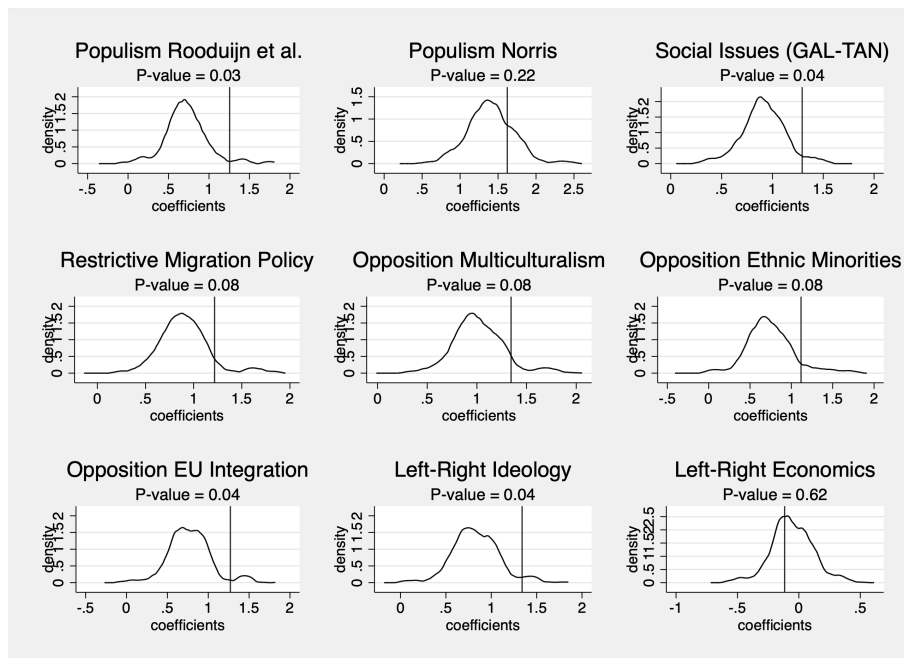 Populism Rooduijn et al.
P-value = 0.03
density
0 .5 1 1.5 2
-.5 0 .5 1 1.5 2
coefficients
Populism Norris
P-value = 0.22
density
0 .5 1 1.5
0 .5 1 1.5 2 2.5
coefficients
Social Issues (GAL-TAN)
P-value = 0.04
density
0 .5 1 1.5 2
0 .5 1 1.5 2
coefficients
Restrictive Migration Policy
P-value = 0.08
density
0 .5 1 1.5 2
0 .5 1 1.5 2
coefficients
Opposition Multiculturalism
P-value = 0.08
density
0 .5 1 1.5 2
0 .5 1 1.5 2
coefficients
Opposition Ethnic Minorities
P-value = 0.08
density
0 .5 1 1.5 2
-.5 0 .5 1 1.5 2
coefficients
Opposition EU Integration
P-value = 0.04
density
0 .5 1 1.5 2
-.5 0 .5 1 1.5 2
coefficients
Left-Right Ideology
P-value = 0.04
density
0 .5 1 1.5 2
0 .5 1 1.5 2
coefficients
Left-Right Economics
P-value = 0.62
density
0 .5 1 1.5 2 2.5
-1 -.5 0 .5
coefficients